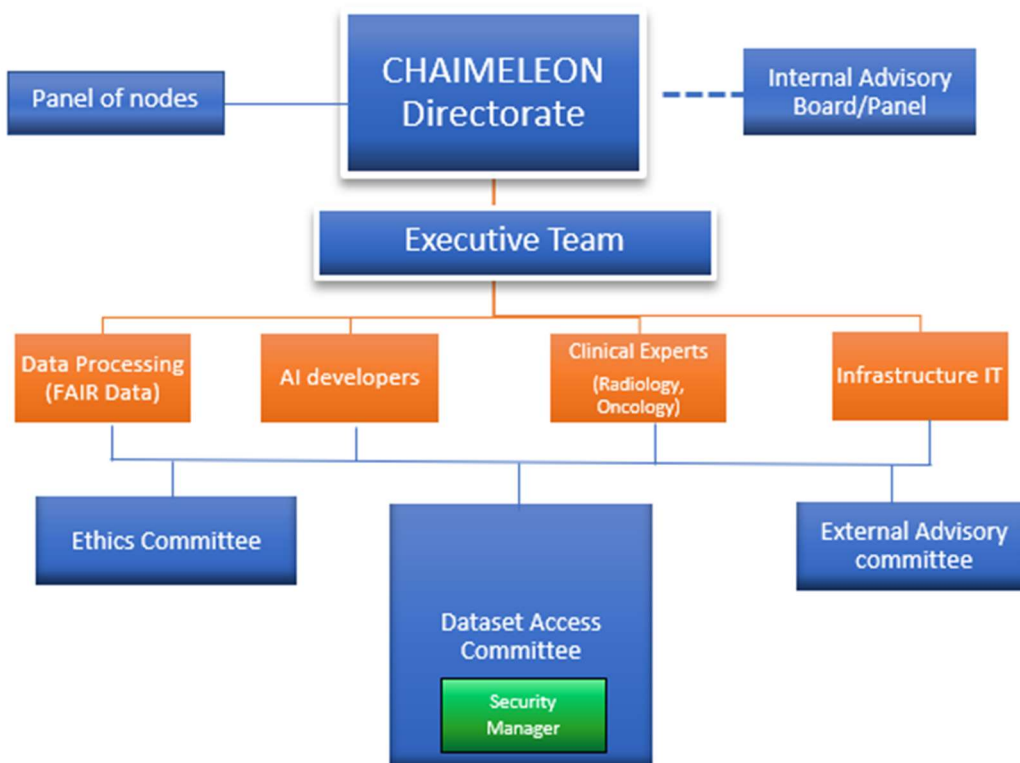 CHAIMELEON
Directorate
Panel of nodes
Internal Advisory
Board/Panel
Executive Team
Data Processing
(FAIR Data)
AI developers
Clinical Experts
(Radiology,
Oncology)
Infrastructure IT
Ethics Committee
External Advisory
committee
Dataset Access
Committee
Security
Manager